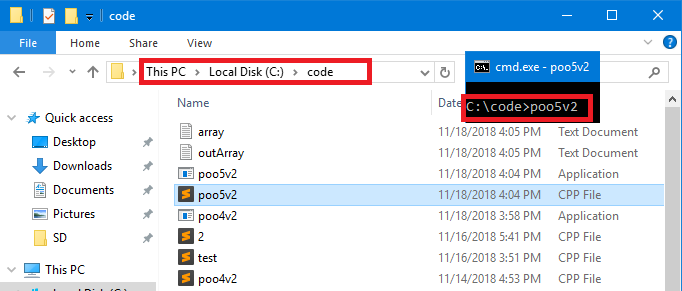 code
File Home Share View
This PC Local Disk (C:) code
cmd.exe - poo5v2
C:\code>poo5v2
Name
Quick access
Desktop
Downloads
Documents
Pictures
SD
This PC
array 11/18/2018 4:05 PM Text Document
outArray 11/18/2018 4:05 PM Text Document
poo5v2 11/18/2018 4:04 PM Application
poo5v2 11/18/2018 4:04 PM CPP File
poo4v2 11/18/2018 3:58 PM Application
2 11/16/2018 5:41 PM CPP File
test 11/16/2018 3:51 PM CPP File
poo4v2 11/14/2018 4:53 PM CPP File